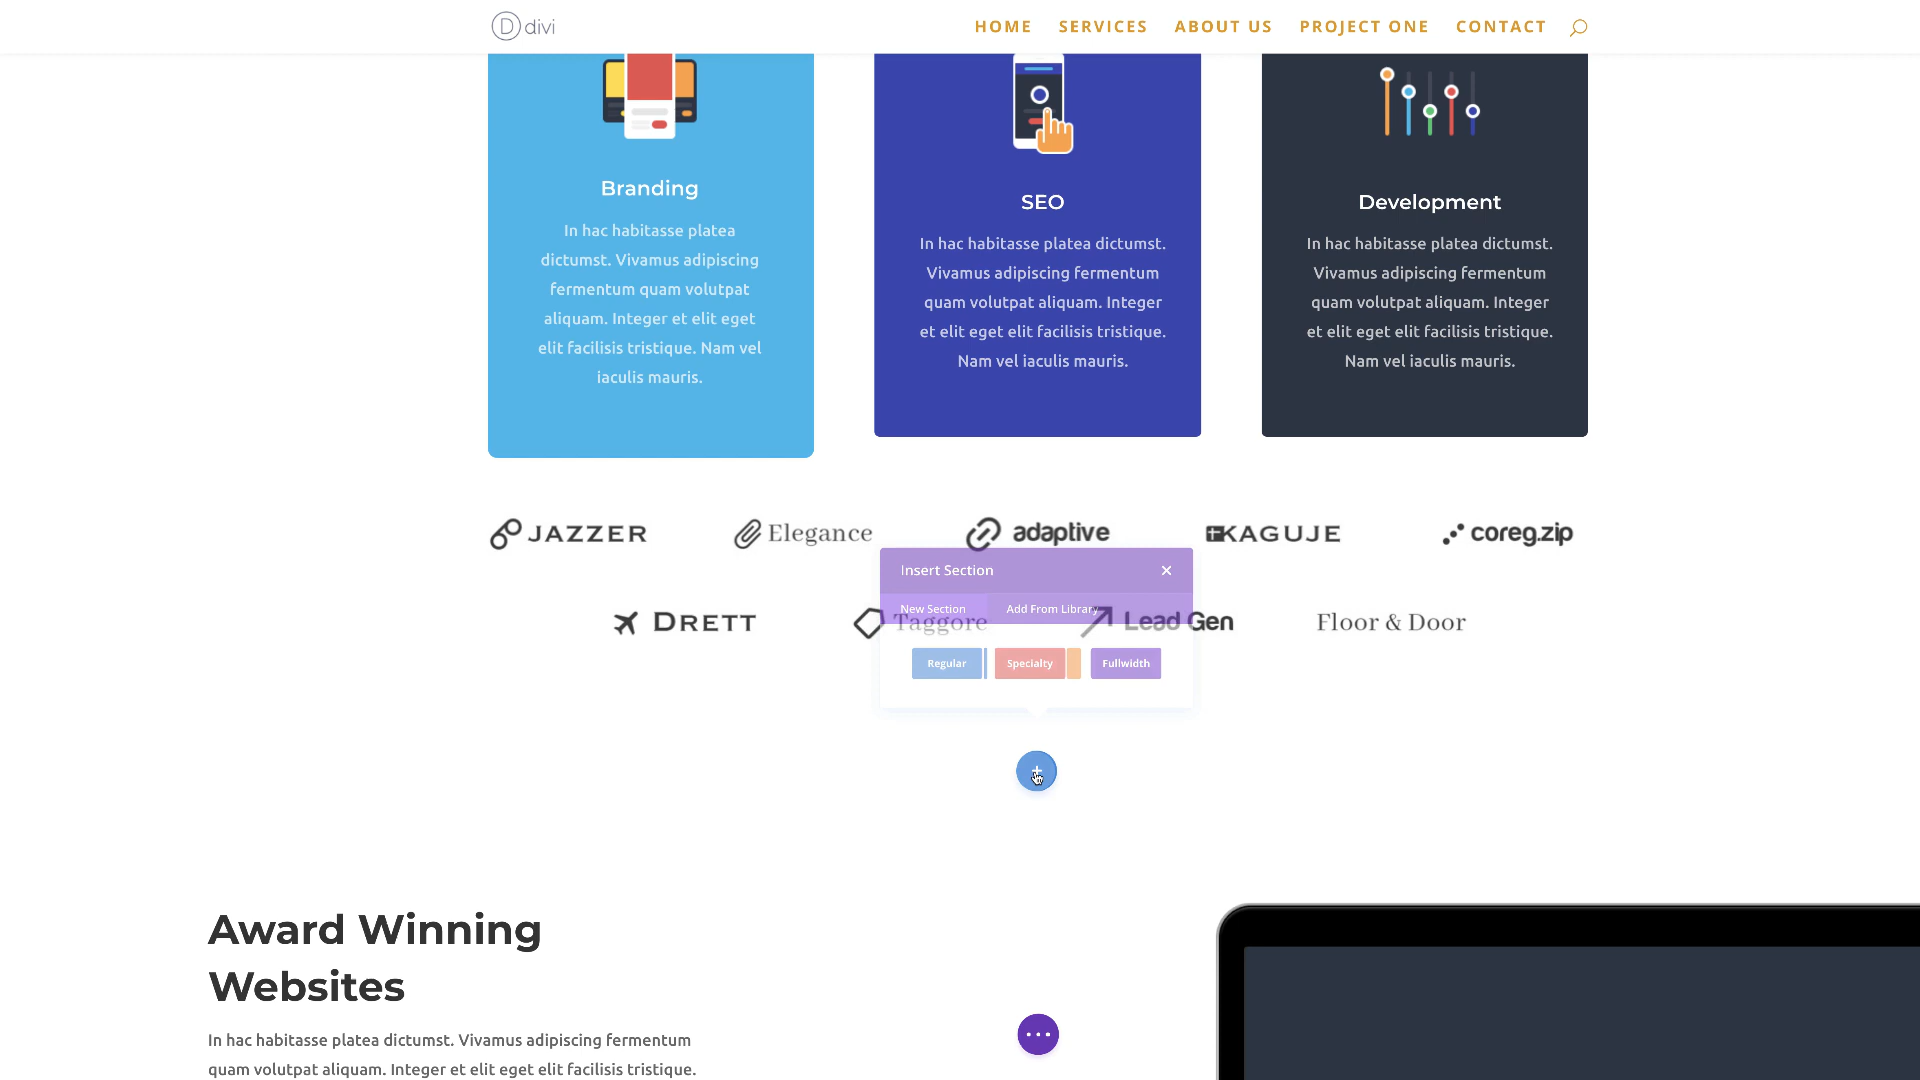 divi
HOME SERVICES ABOUT US PROJECT ONE CONTACT
Branding
In hac habitasse platea
dictumst. Vivamus adipiscing
fermentum quam volutpat
aliquam. Integer et elit eget
elit facilisis tristique. Nam vel
iaculis mauris.
SEO
In hac habitasse platea dictumst.
Vivamus adipiscing fermentum
quam volutpat aliquam. Integer
et elit eget elit facilisis tristique.
Nam vel iaculis mauris.
Development
In hac habitasse platea dictumst.
Vivamus adipiscing fermentum
quam volutpat aliquam. Integer
et elit eget elit facilisis tristique.
Nam vel iaculis mauris.
JAZZER Elegance adaptive KAGUJE coreg.zip
Insert Section
New Section Add From Library
DRETT Taggore Lead Gen Floor & Door
Regular Specialty Fullwidth
Award Winning
Websites
In hac habitasse platea dictumst. Vivamus adipiscing fermentum
quam volutpat aliquam. Integer et elit eget elit facilisis tristique.